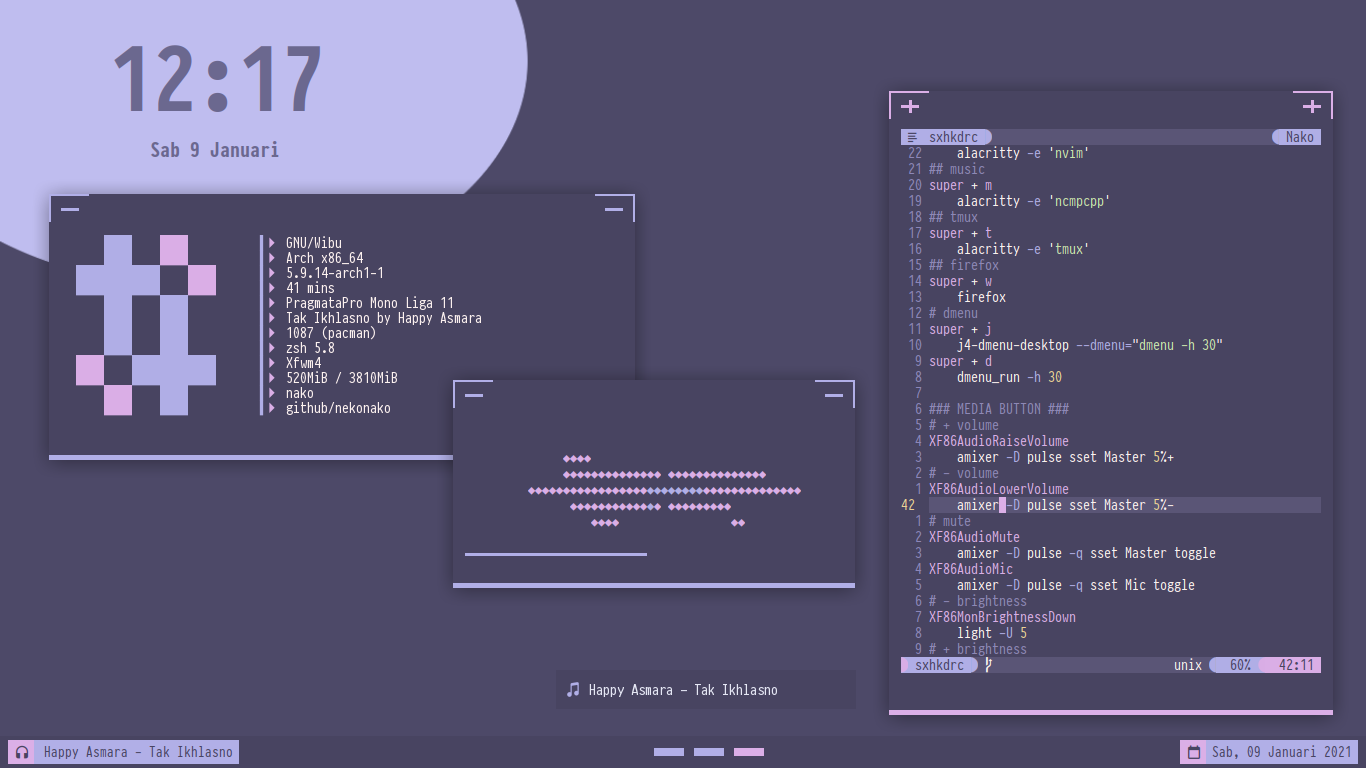 12:17
Sab 9 Januari
GNU/Wibu
Arch x86_64
5.9.14-arch1-1
41 mins
PragmataPro Mono Liga 11
Tak Ikhlasno by Happy Asmara
1087 (pacman)
zsh 5.8
Xfwm4
520MiB / 3810MiB
nako
github/nekonako
Happy Asmara - Tak Ikhlasno
sxhkdrc Nako
22 alacritty -e 'nvim'
21 ## music
20 super + m
19 alacritty -e 'ncmpcpp'
18 ## tmux
17 super + t
16 alacritty -e 'tmux'
15 ## firefox
14 super + w
13 firefox
12 # dmenu
11 super + j
10 j4-dmenu-desktop --dmenu="dmenu -h 30"
9 super + d
8 dmenu_run -h 30
7
6 ### MEDIA BUTTON ###
5 # + volume
4 XF86AudioRaiseVolume
3 amixer -D pulse sset Master 5%+
2 # - volume
1 XF86AudioLowerVolume
42 amixer -D pulse sset Master 5%-
1 # mute
2 XF86AudioMute
3 amixer -D pulse -q sset Master toggle
4 XF86AudioMic
5 amixer -D pulse -q sset Mic toggle
6 # - brightness
7 XF86MonBrightnessDown
8 light -U 5
9 # + brightness
sxhkdrc unix 60% 42:11
Happy Asmara - Tak Ikhlasno
Sab, 09 Januari 2021